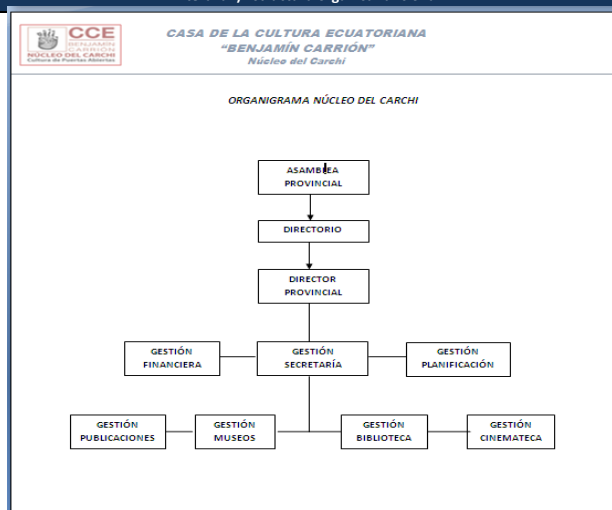 CCE
BENJAMÍN
CARRIÓN
NÚCLEO DEL CARCHI
Cultura de Puertas Abiertas
CASA DE LA CULTURA ECUATORIANA
“BENJAMÍN CARRIÓN”
Núcleo del Carchi
ORGANIGRAMA NÚCLEO DEL CARCHI
ASAMBLEA
PROVINCIAL
DIRECTORIO
DIRECTOR
PROVINCIAL
GESTIÓN
FINANCIERA
GESTIÓN
SECRETARÍA
GESTIÓN
PLANIFICACIÓN
GESTIÓN
PUBLICACIONES
GESTIÓN
MUSEOS
GESTIÓN
BIBLIOTECA
GESTIÓN
CINEMATECA